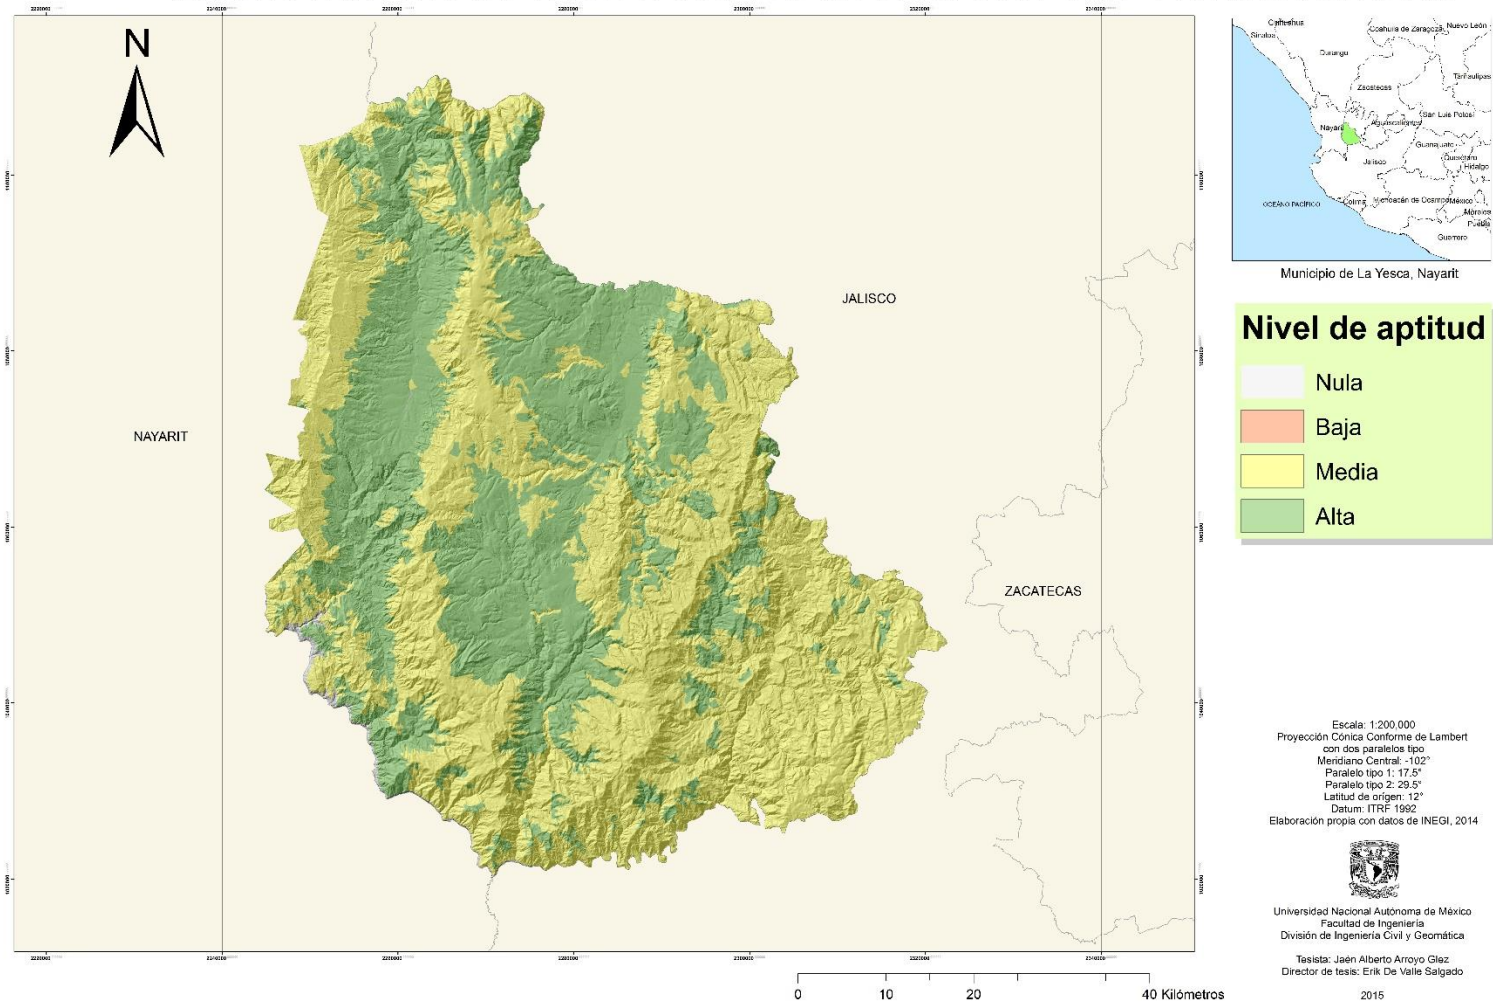 N
JALISCO
NAYARIT
ZACATECAS
Chihuahua
Coahuila de Zaragoza
Nuevo León
Sinaloa
Durango
Tamaulipas
Zacatecas
San Luis Potosí
Aguascalientes
Nayarit
Guanajuato
Querétaro
Hidalgo
Jalisco
OCEÁNO PACÍFICO
Colima
Michoacán de Ocampo
México
Morelos
Puebla
Guerrero
Municipio de La Yesca, Nayarit
Nivel de aptitud
Nula
Baja
Media
Alta
Escala: 1:200,000
Proyección Cónica Conforme de Lambert
con dos paralelos tipo
Meridiano Central: -102°
Paralelo tipo 1: 17.5°
Paralelo tipo 2: 29.5°
Latitud de orígen: 12°
Datum: ITRF 1992
Elaboración propia con datos de INEGI, 2014
Universidad Nacional Autónoma de México
Facultad de Ingeniería
División de Ingeniería Civil y Geomática
Tesista: Jaén Alberto Arroyo Glez
Director de tesis: Erik De Valle Salgado
2015
0 10 20 40 Kilómetros